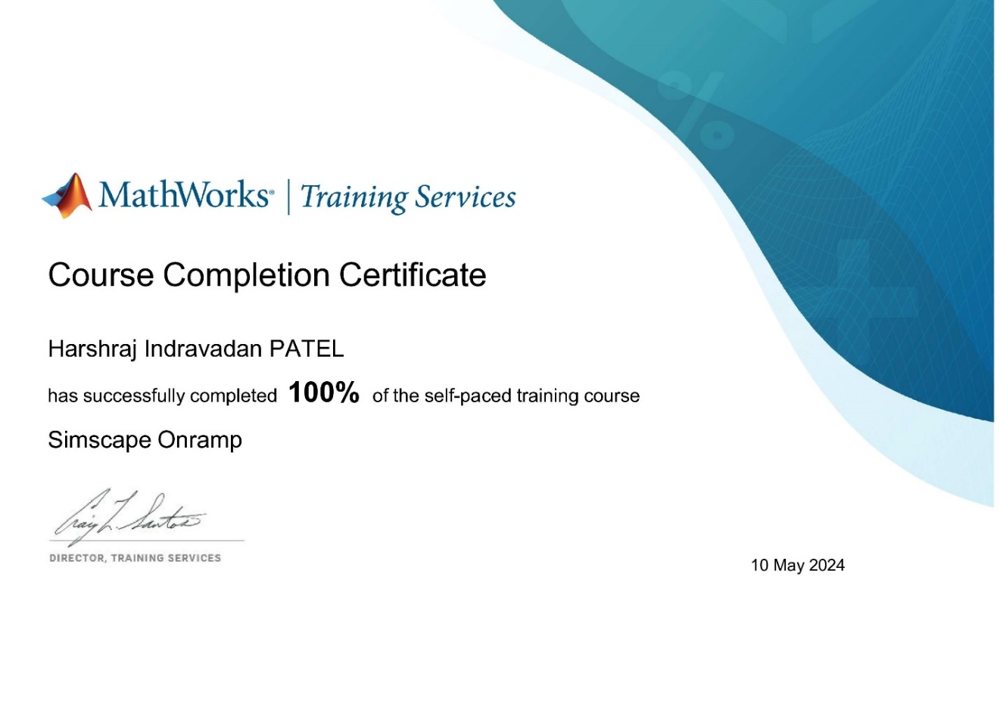 MathWorks® | Training Services
Course Completion Certificate
Harshraj Indravadan PATEL
has successfully completed 100% of the self-paced training course
Simscape Onramp
Craig L. Santos
DIRECTOR, TRAINING SERVICES
10 May 2024